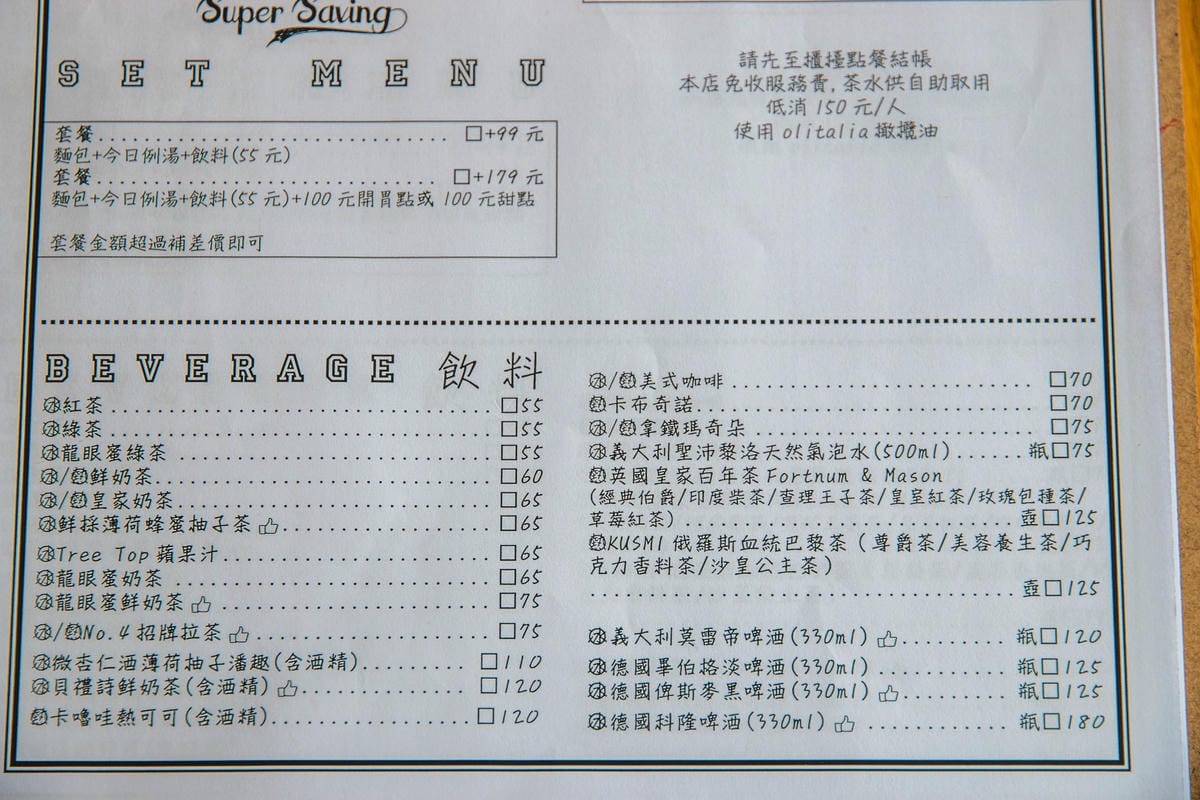 Super Saving
SET MENU
套餐.............................. □+99 元
麵包+今日例湯+飲料(55 元)
套餐............................. □+179 元
麵包+今日例湯+飲料(55 元)+100 元開胃點或 100 元甜點
套餐金額超過補差價即可
請先至櫃檯點餐結帳
本店免收服務費,茶水供自助取用
低消 150 元/人
使用 olitalia 橄欖油
BEVERAGE 飲料
冰紅茶.................................□55
冰綠茶.................................□55
冰龍眼蜜綠茶............................□55
冰/熱鮮奶茶.............................□60
冰/熱皇家奶茶...........................□65
冰鮮採薄荷蜂蜜柚子茶..................□65
冰Tree Top 蘋果汁.......................□65
冰龍眼蜜奶茶............................□65
冰龍眼蜜鮮奶茶 .......................□75
冰/熱No.4 招牌拉茶 ....................□75
冰微杏仁酒薄荷柚子潘趣(含酒精)......... □110
冰貝禮詩鮮奶茶(含酒精) .............. □120
熱卡嚕哇熱可可(含酒精)..................□120
冰/熱美式咖啡 ......................... □70
熱卡布奇諾............................. □70
冰/熱拿鐵瑪奇朵 ....................... □75
冰義大利聖沛黎洛天然氣泡水(500ml)......瓶□75
熱英國皇家百年茶 Fortnum & Mason
(經典伯爵/印度柴茶/查理王子茶/皇室紅茶/玫瑰包種茶/
草莓紅茶) ............................壺□125
熱KUSMI 俄羅斯血統巴黎茶 ( 尊爵茶/美容養生茶/巧
克力香料茶/沙皇公主茶 )
....................................壺□125
冰義大利莫雷帝啤酒(330ml) ......... 瓶□120
冰德國畢伯格淡啤酒(330ml)............ 瓶□125
冰德國俾斯麥黑啤酒(330ml) ......... 瓶□125
冰德國科隆啤酒(330ml) ............ 瓶□180